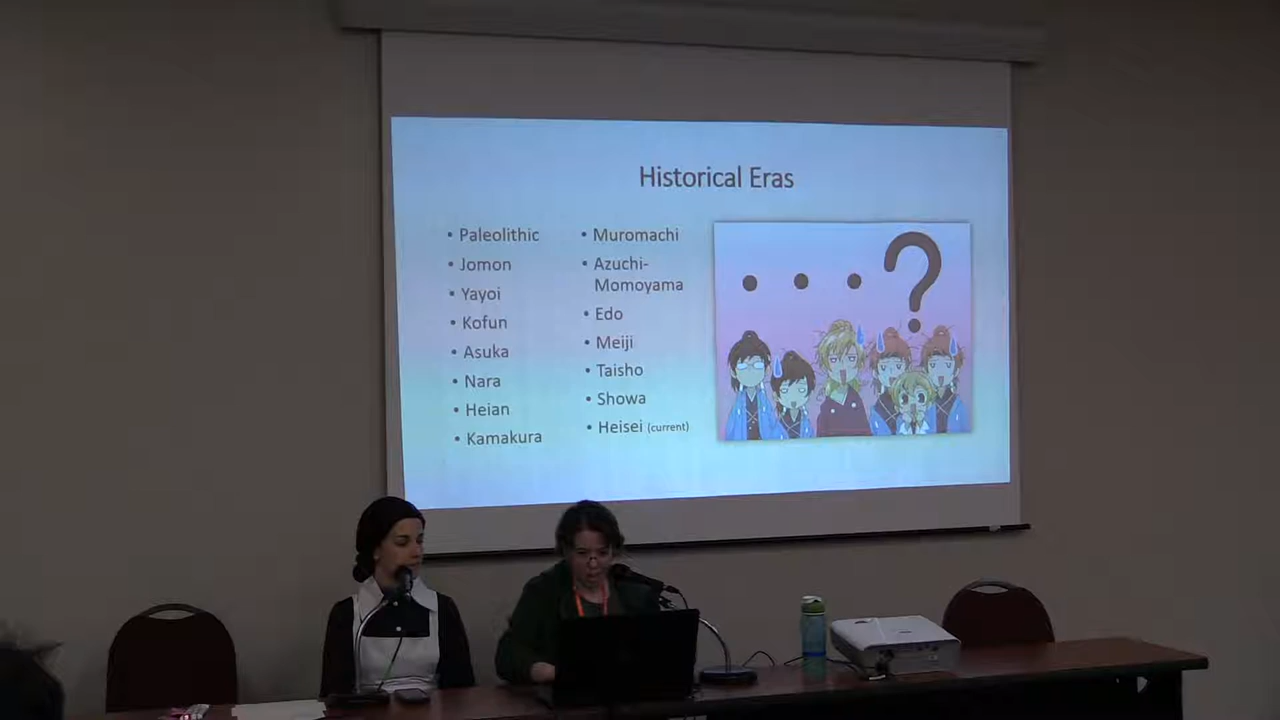 Historical Eras
• Paleolithic
• Jomon
• Yayoi
• Kofun
• Asuka
• Nara
• Heian
• Kamakura
• Muromachi
• Azuchi-
Momoyama
• Edo
• Meiji
• Taisho
• Showa
• Heisei (current)
. . . ?